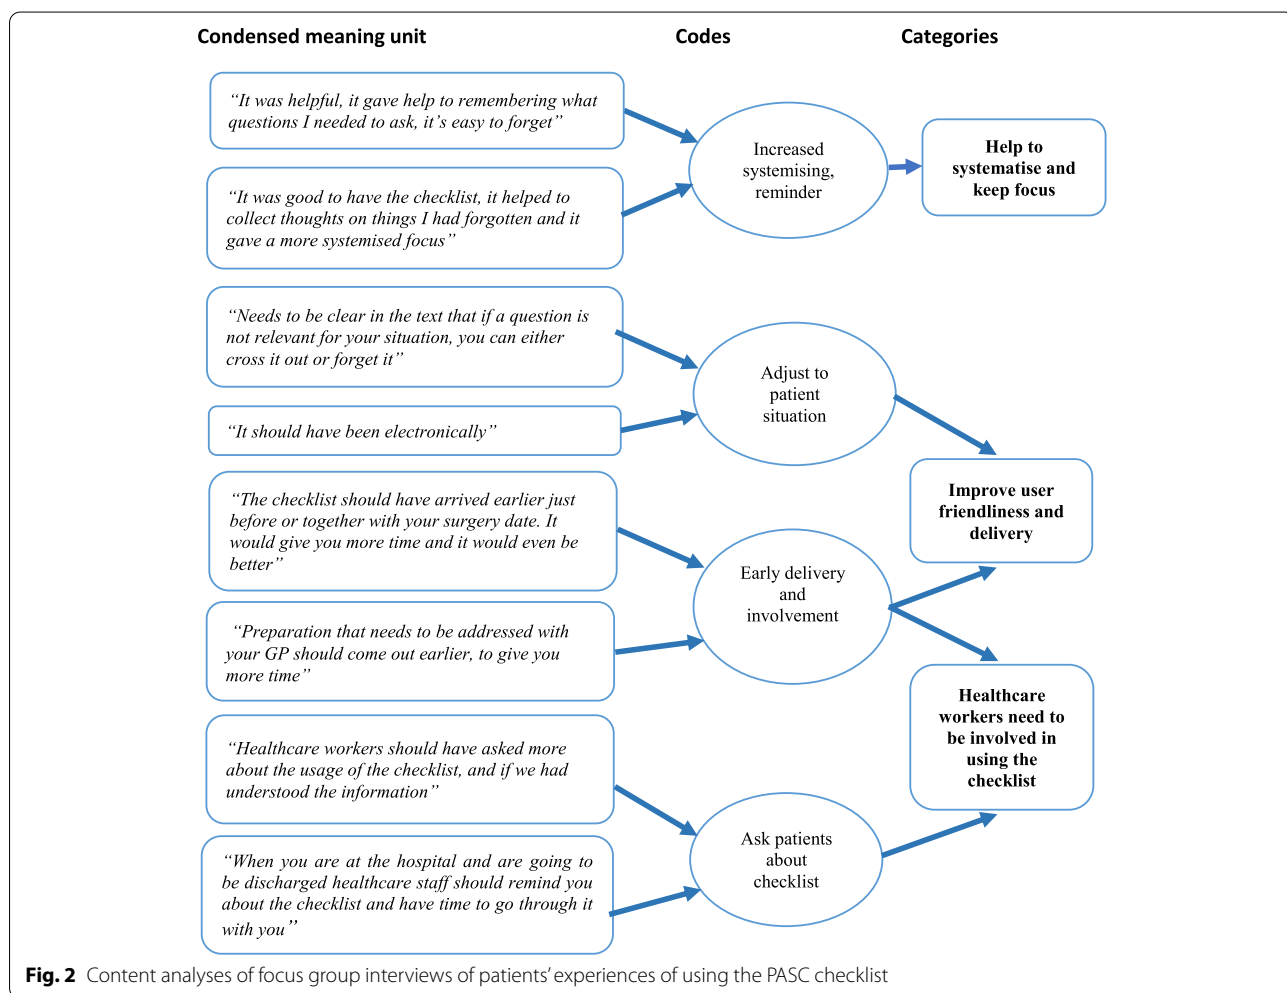 Condensed meaning unit
Codes
Categories
“It was helpful, it gave help to remembering what
questions I needed to ask, it’s easy to forget”
“It was good to have the checklist, it helped to
collect thoughts on things I had forgotten and it
gave a more systemised focus”
Increased
systemising,
reminder
Help to
systematise and
keep focus
“Needs to be clear in the text that if a question is
not relevant for your situation, you can either
cross it out or forget it”
“It should have been electronically”
Adjust to
patient
situation
“The checklist should have arrived earlier just
before or together with your surgery date. It
would give you more time and it would even be
better”
“Preparation that needs to be addressed with
your GP should come out earlier, to give you
more time”
Early delivery
and
involvement
Improve user
friendliness and
delivery
“Healthcare workers should have asked more
about the usage of the checklist, and if we had
understood the information”
“When you are at the hospital and are going to
be discharged healthcare staff should remind you
about the checklist and have time to go through it
with you”
Ask patients
about
checklist
Healthcare
workers need to
be involved in
using the
checklist
Fig. 2 Content analyses of focus group interviews of patients’ experiences of using the PASC checklist